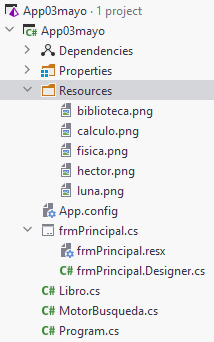 App03mayo • 1 project
App03mayo
Dependencies
Properties
Resources
biblioteca.png
calculo.png
fisica.png
hector.png
luna.png
App.config
frmPrincipal.cs
frmPrincipal.resx
C# frmPrincipal.Designer.cs
C# Libro.cs
C# MotorBusqueda.cs
C# Program.cs